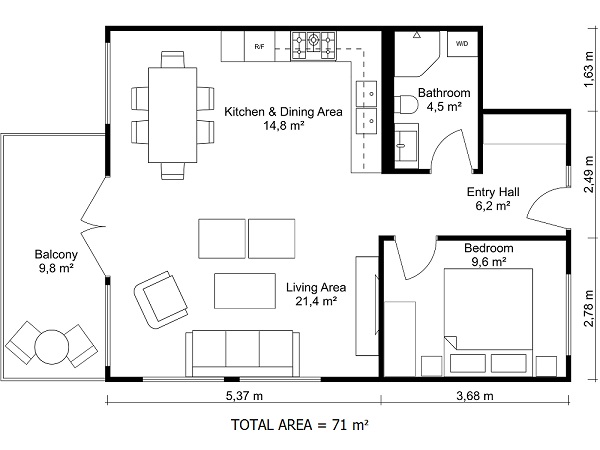 R/F
W/D
1,63 m
Bathroom
4,5 m²
Kitchen & Dining Area
14,8 m²
2,49 m
Entry Hall
6,2 m²
Balcony
9,8 m²
Bedroom
9,6 m²
Living Area
21,4 m²
2,78 m
5,37 m
3,68 m
TOTAL AREA = 71 m²